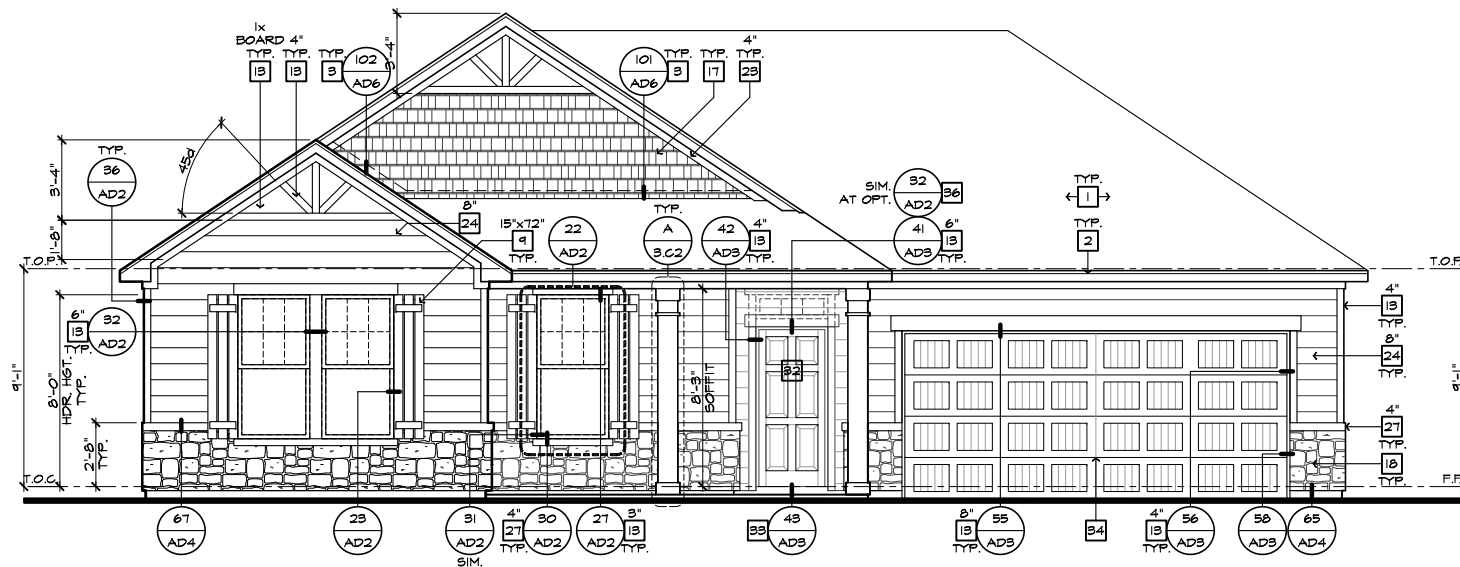 1x
BOARD 4"
TYP. TYP. TYP.
13 13 3
102
AD6
3'-4"
101
AD6
TYP. TYP.
3 17
4"
23
45d
TYP.
36
AD2
3'-4"
1'-8"
8"
24
15"x72"
9
TYP.
22
AD2
TYP.
A
3.C2
42
AD3
4"
13
TYP.
SIM.
AT OPT.
32
AD2
36
41
AD3
6"
13
TYP.
TYP.
1
TYP.
2
T.O.P.
T.O.P.
6"
13
TYP.
32
AD2
9'-1"
8'-0"
HDR. HGT.
TYP.
2'-8"
TYP.
8'-3"
SOFFIT
32
4"
13
TYP.
8"
24
TYP.
9'-1"
4"
27
TYP.
18
T.O.C.
F.F.
67
AD4
23
AD2
31
AD2
SIM.
4"
27
TYP.
30
AD2
27
AD2
3"
13
TYP.
33
43
AD3
8"
13
TYP.
55
AD3
34
4"
13
TYP.
56
AD3
58
AD3
65
AD4